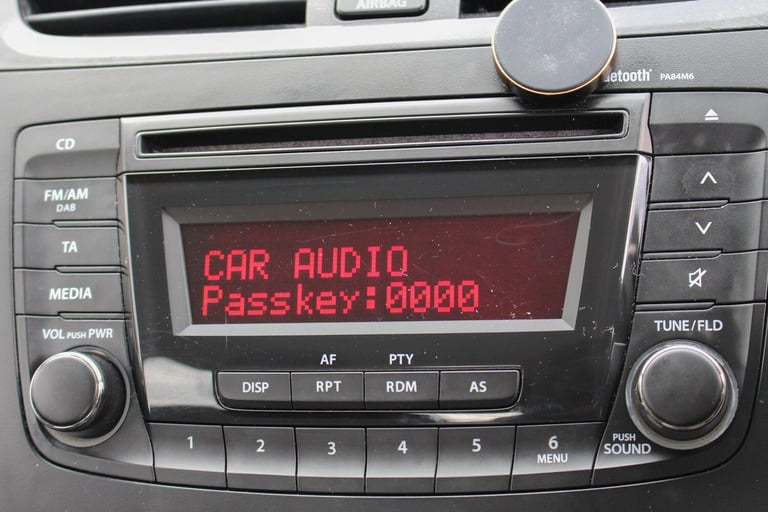 AIRBAG
PA84M6
CD
FM/AM
DAB
TA
MEDIA
VOL PUSH PWR
CAR AUDIO
Passkey:0000
AF PTY
DISP RPT RDM AS
1 2 3 4 5 6
MENU
TUNE/FLD
PUSH
SOUND